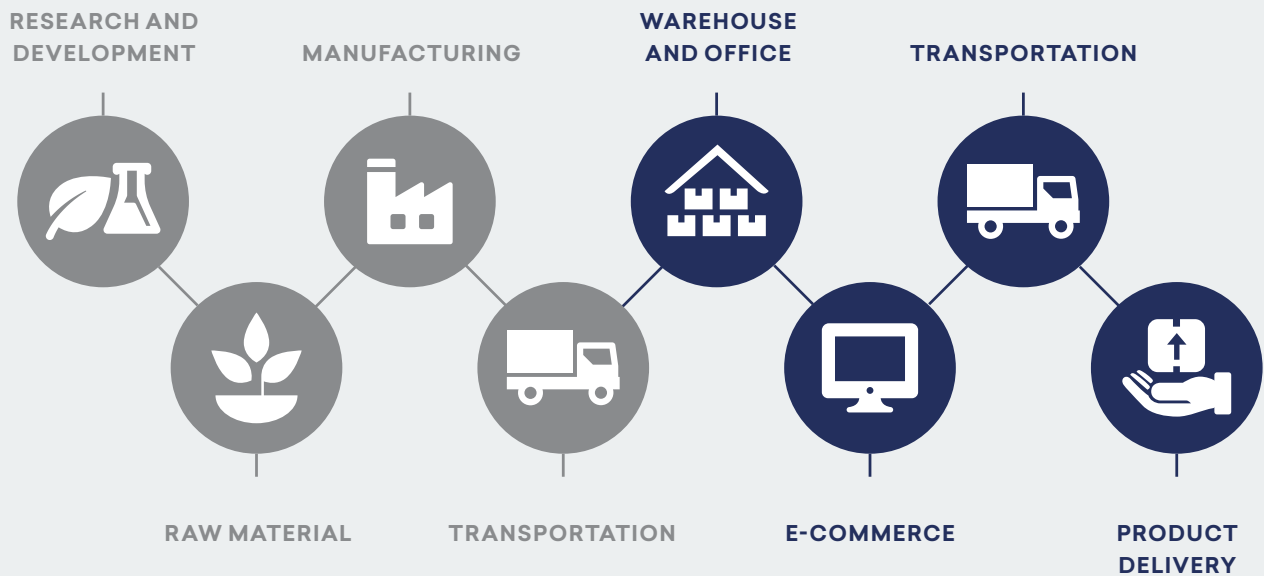 RESEARCH AND
DEVELOPMENT
MANUFACTURING
WAREHOUSE
AND OFFICE
TRANSPORTATION
RAW MATERIAL
TRANSPORTATION
E-COMMERCE
PRODUCT
DELIVERY